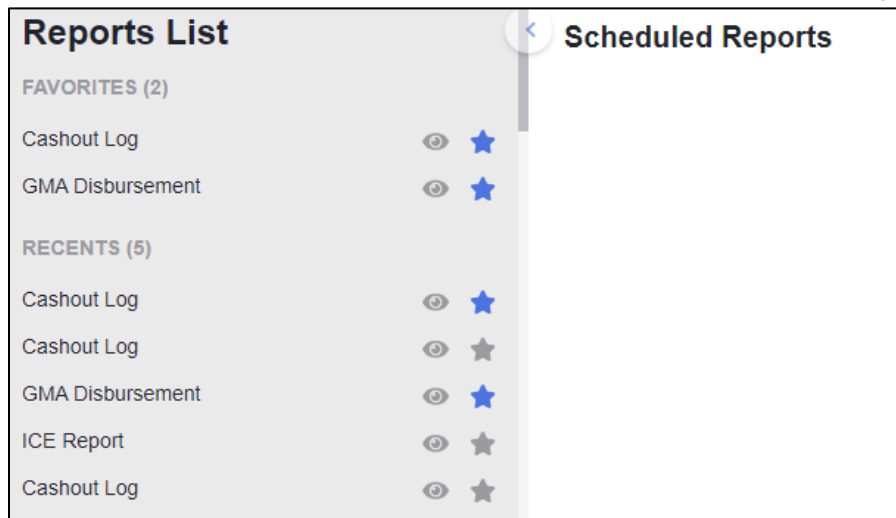 Reports List
FAVORITES (2)
Cashout Log
GMA Disbursement
RECENTS (5)
Cashout Log
Cashout Log
GMA Disbursement
ICE Report
Cashout Log
Scheduled Reports